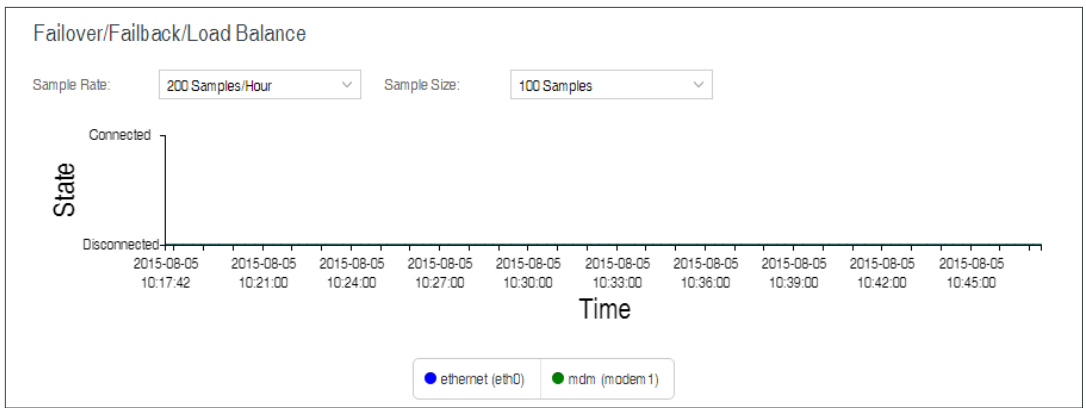 Failover/Failback/Load Balance
Sample Rate: 200 Samples/Hour Sample Size: 100 Samples
Connected
State
Disconnected
2015-08-05 2015-08-05 2015-08-05 2015-08-05 2015-08-05 2015-08-05 2015-08-05 2015-08-05 2015-08-05 2015-08-05
10:17:42 10:21:00 10:24:00 10:27:00 10:30:00 10:33:00 10:36:00 10:39:00 10:42:00 10:45:00
Time
ethernet (eth0) mdm (modem1)